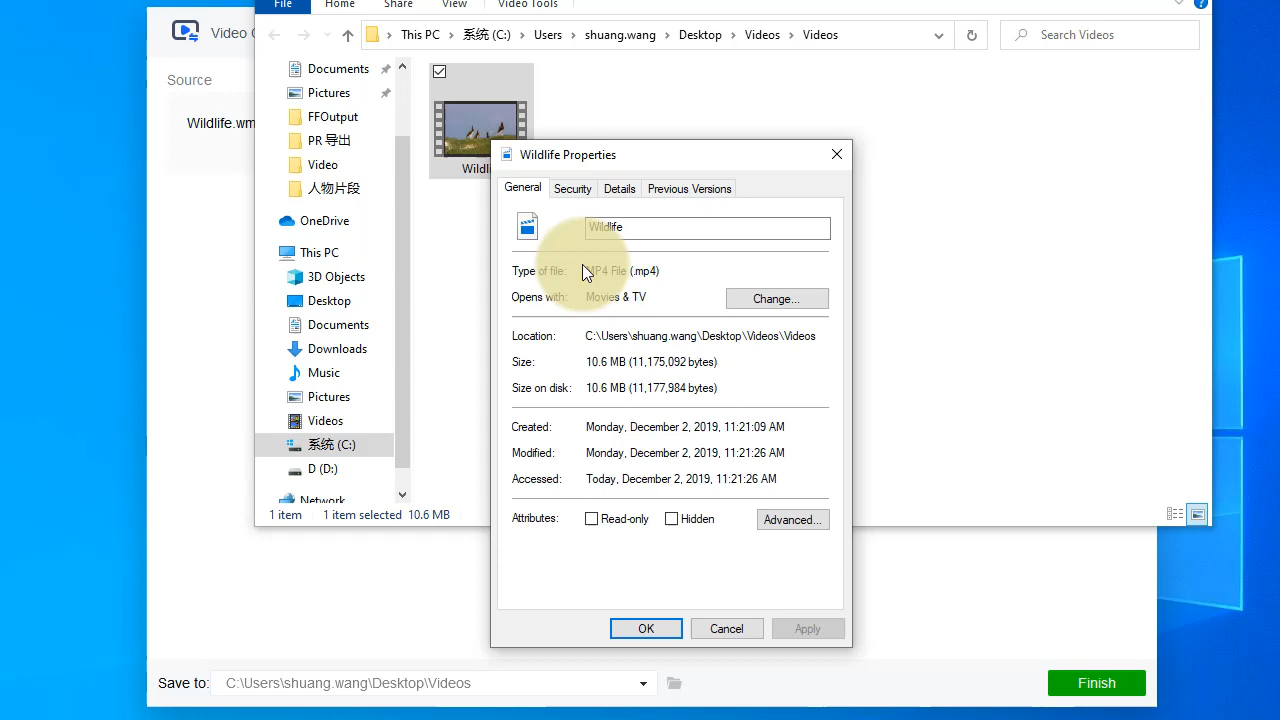 File Home Share View Video Tools
Video
This PC 系统 (C:) Users shuang.wang Desktop Videos Videos
Search Videos
Source
Wildlife.wm
Documents
Pictures
FFOutput
PR 导出
Video
人物片段
OneDrive
This PC
3D Objects
Desktop
Documents
Downloads
Music
Pictures
Videos
系统 (C:)
D (D:)
Network
1 item 1 item selected 10.6 MB
Wildlife Properties
General Security Details Previous Versions
Wildlife
Type of file: MP4 File (.mp4)
Opens with: Movies & TV Change...
Location: C:\Users\shuang.wang\Desktop\Videos\Videos
Size: 10.6 MB (11,175,092 bytes)
Size on disk: 10.6 MB (11,177,984 bytes)
Created: Monday, December 2, 2019, 11:21:09 AM
Modified: Monday, December 2, 2019, 11:21:26 AM
Accessed: Today, December 2, 2019, 11:21:26 AM
Attributes: Read-only Hidden Advanced...
OK Cancel Apply
Save to: C:\Users\shuang.wang\Desktop\Videos
Finish